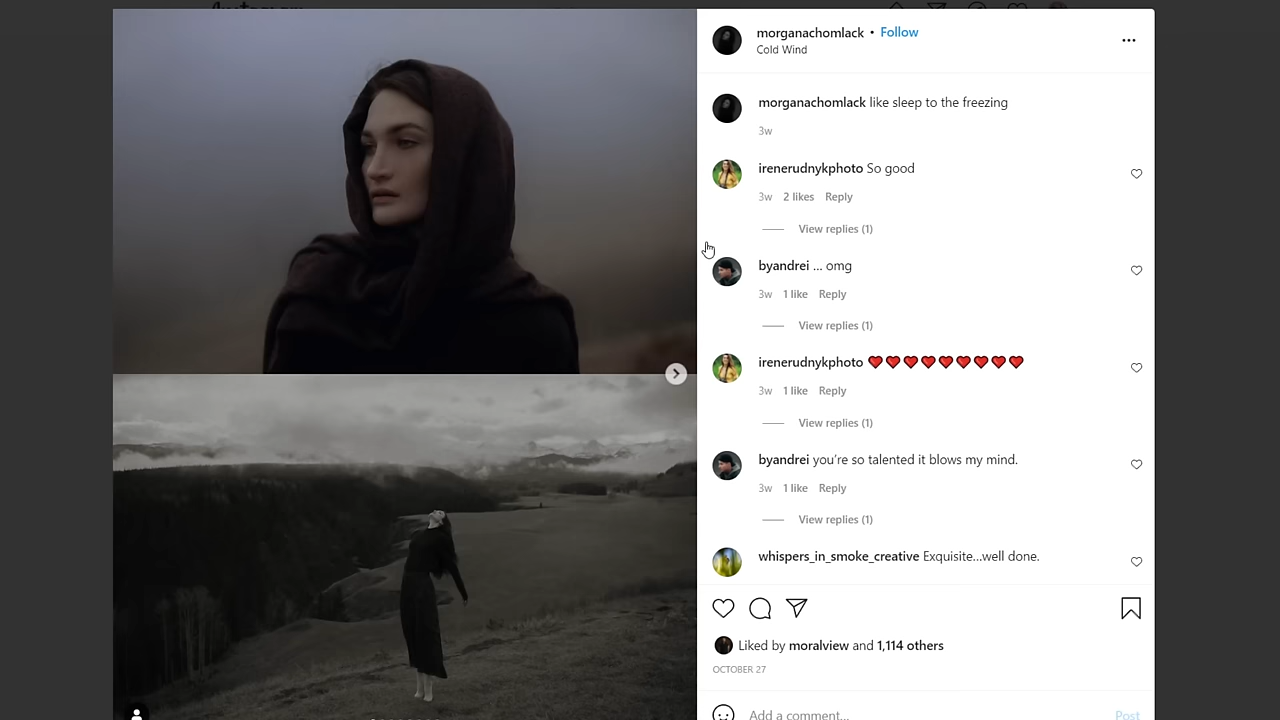 morganachomlack • Follow
Cold Wind
morganachomlack like sleep to the freezing
3w
irenerudnykphoto So good
3w 2 likes Reply
View replies (1)
byandrei ... omg
3w 1 like Reply
View replies (1)
irenerudnykphoto ❤❤❤❤❤❤❤❤❤
3w 1 like Reply
View replies (1)
byandrei you’re so talented it blows my mind.
3w 1 like Reply
View replies (1)
whispers_in_smoke_creative Exquisite...well done.
Liked by moralview and 1,114 others
OCTOBER 27
Add a comment...
Post